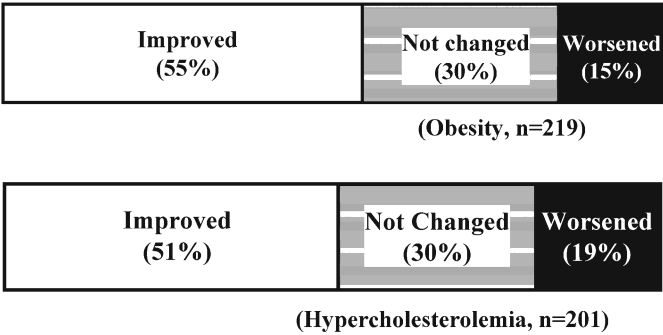 Improved
(55%)
Not changed
(30%)
Worsened
(15%)
(Obesity, n=219)
Improved
(51%)
Not Changed
(30%)
Worsened
(19%)
(Hypercholesterolemia, n=201)